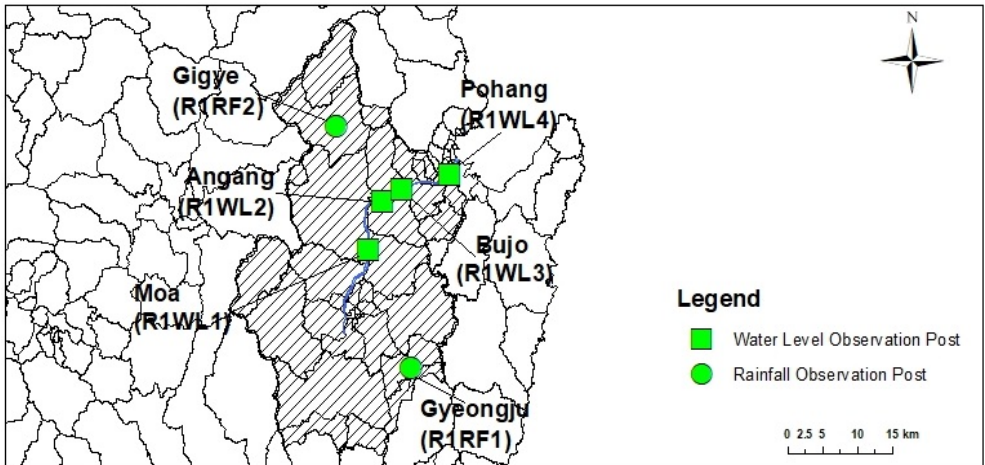 N
Gigye
(R1RF2)
Pohang
(R1WL4)
Angang
(R1WL2)
Bujo
(R1WL3)
Moa
(R1WL1)
Gyeongju
(R1RF1)
Legend
Water Level Observation Post
Rainfall Observation Post
0 2.5 5 10 15 km